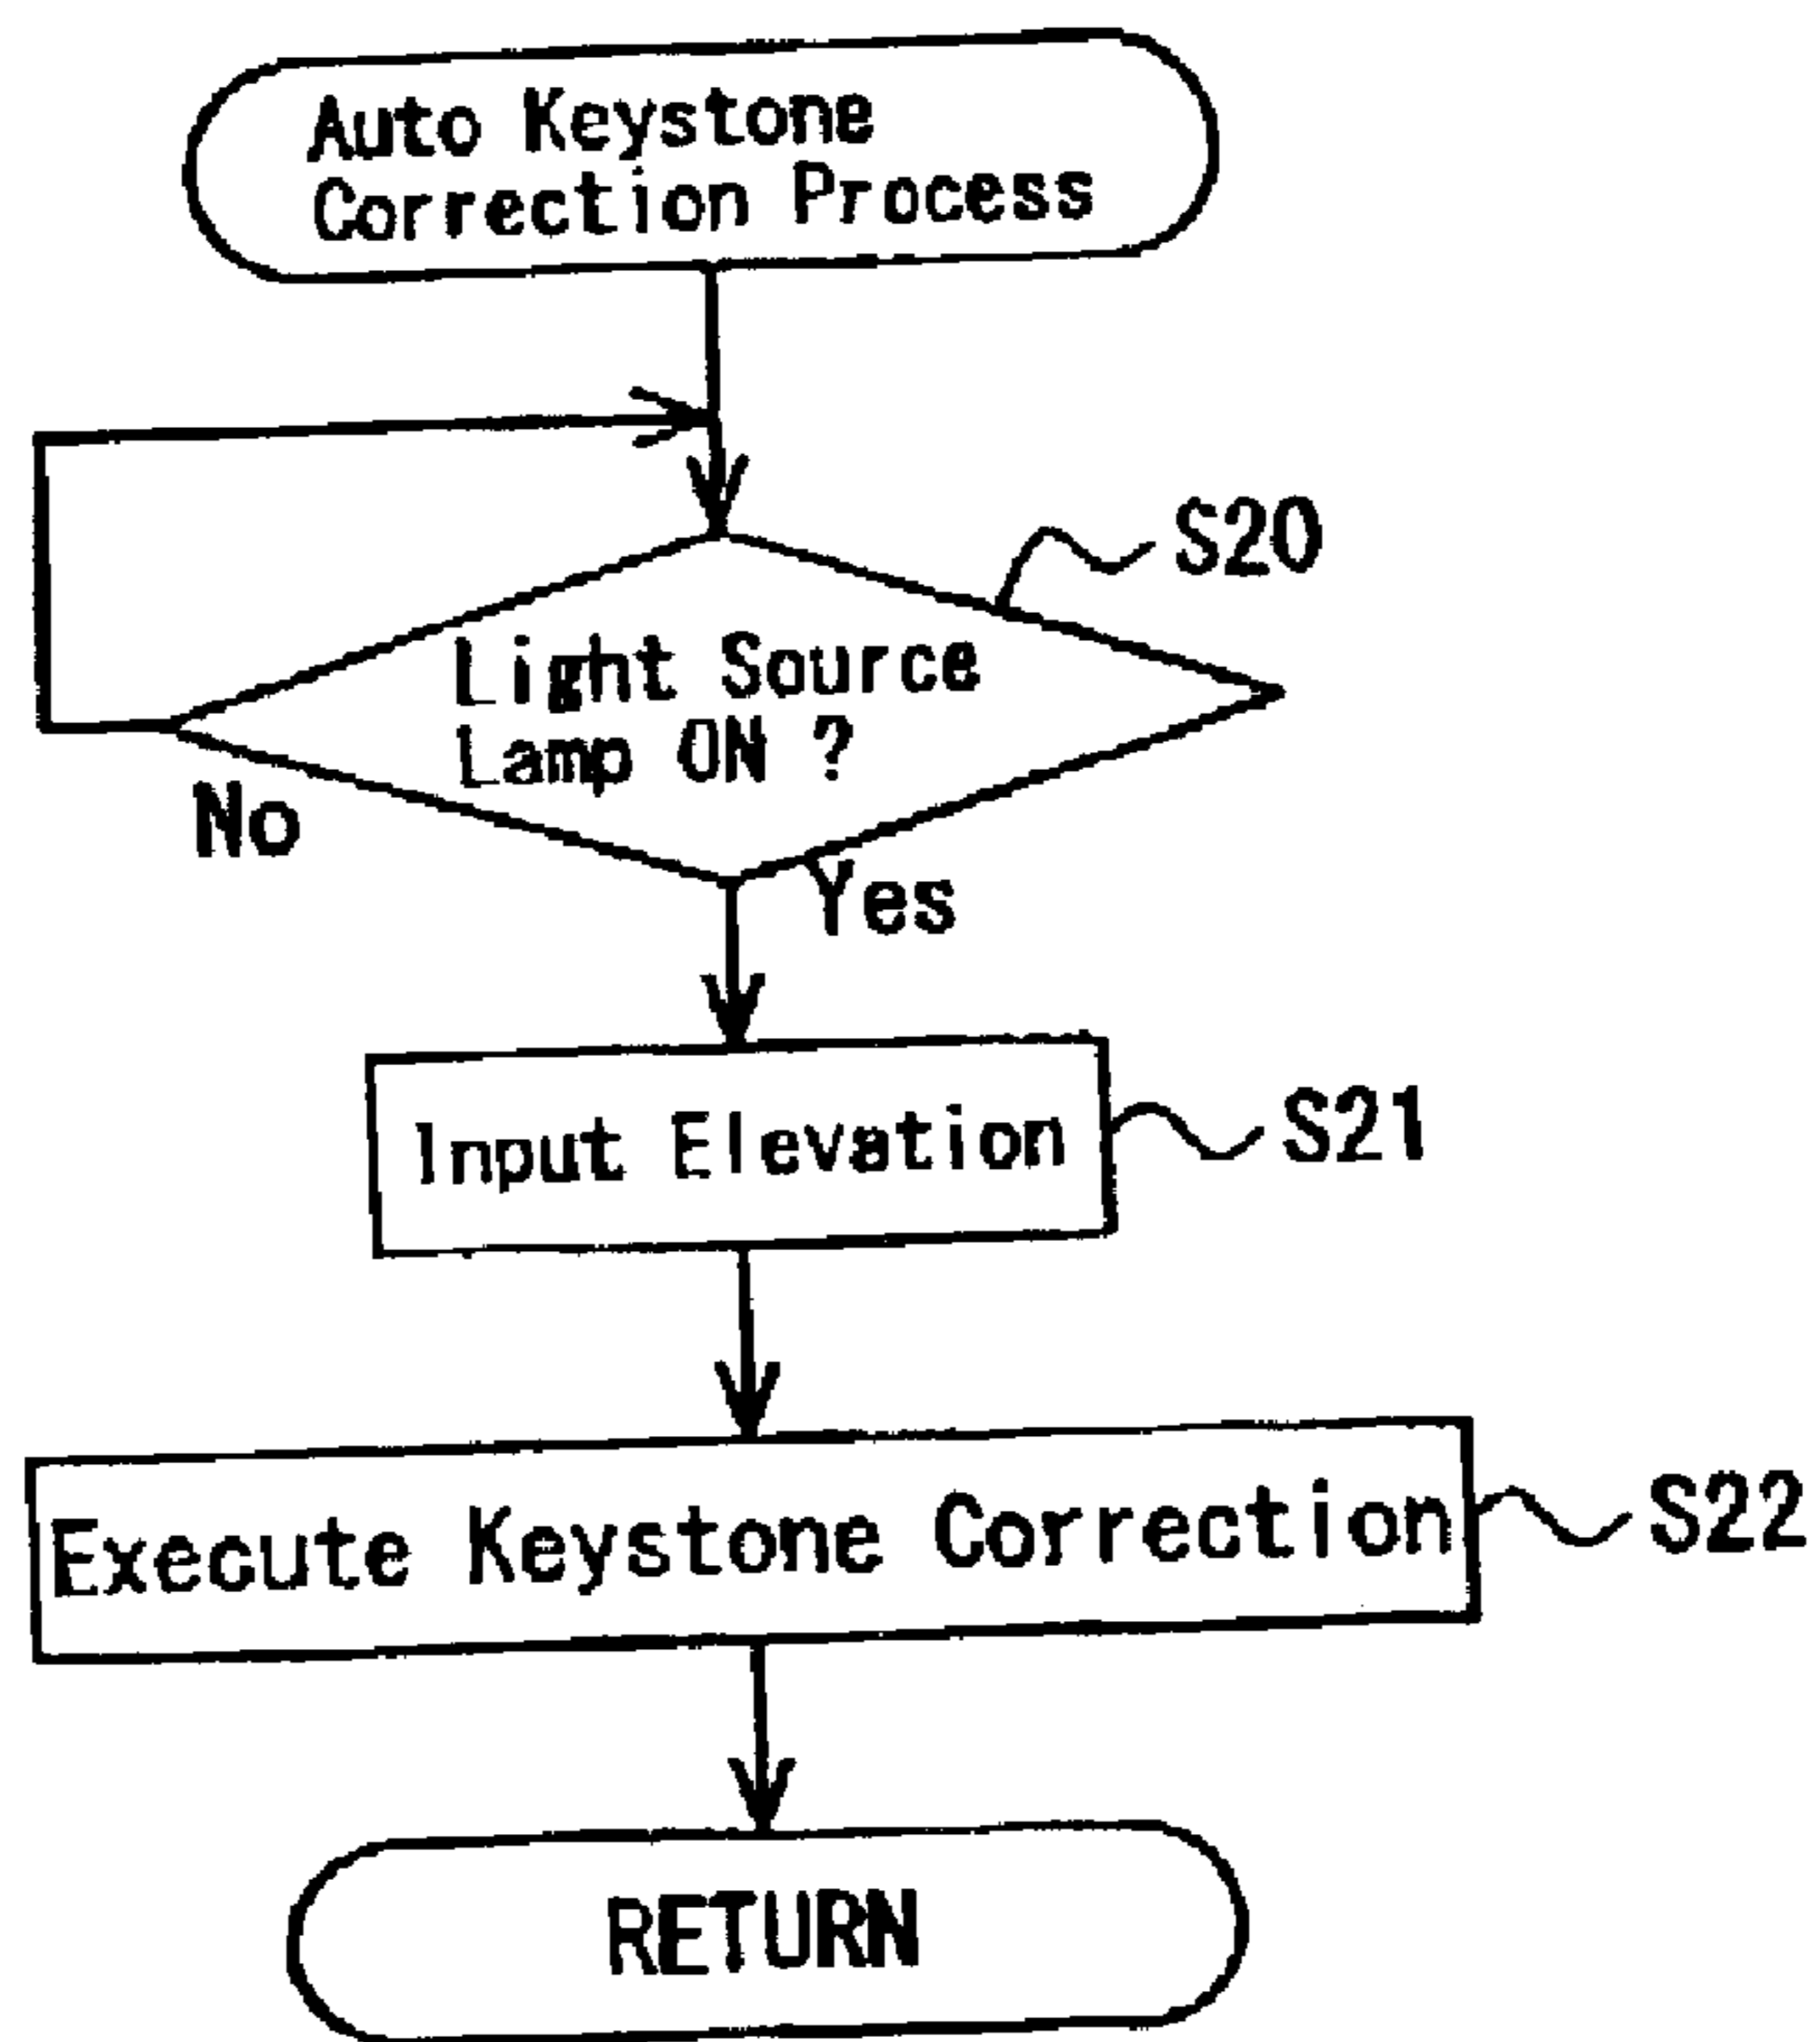 Auto Keystone
Correction Process
S20
Light Source
Lamp ON ?
No
Yes
Input Elevation
S21
Execute Keystone Correction
S22
RETURN